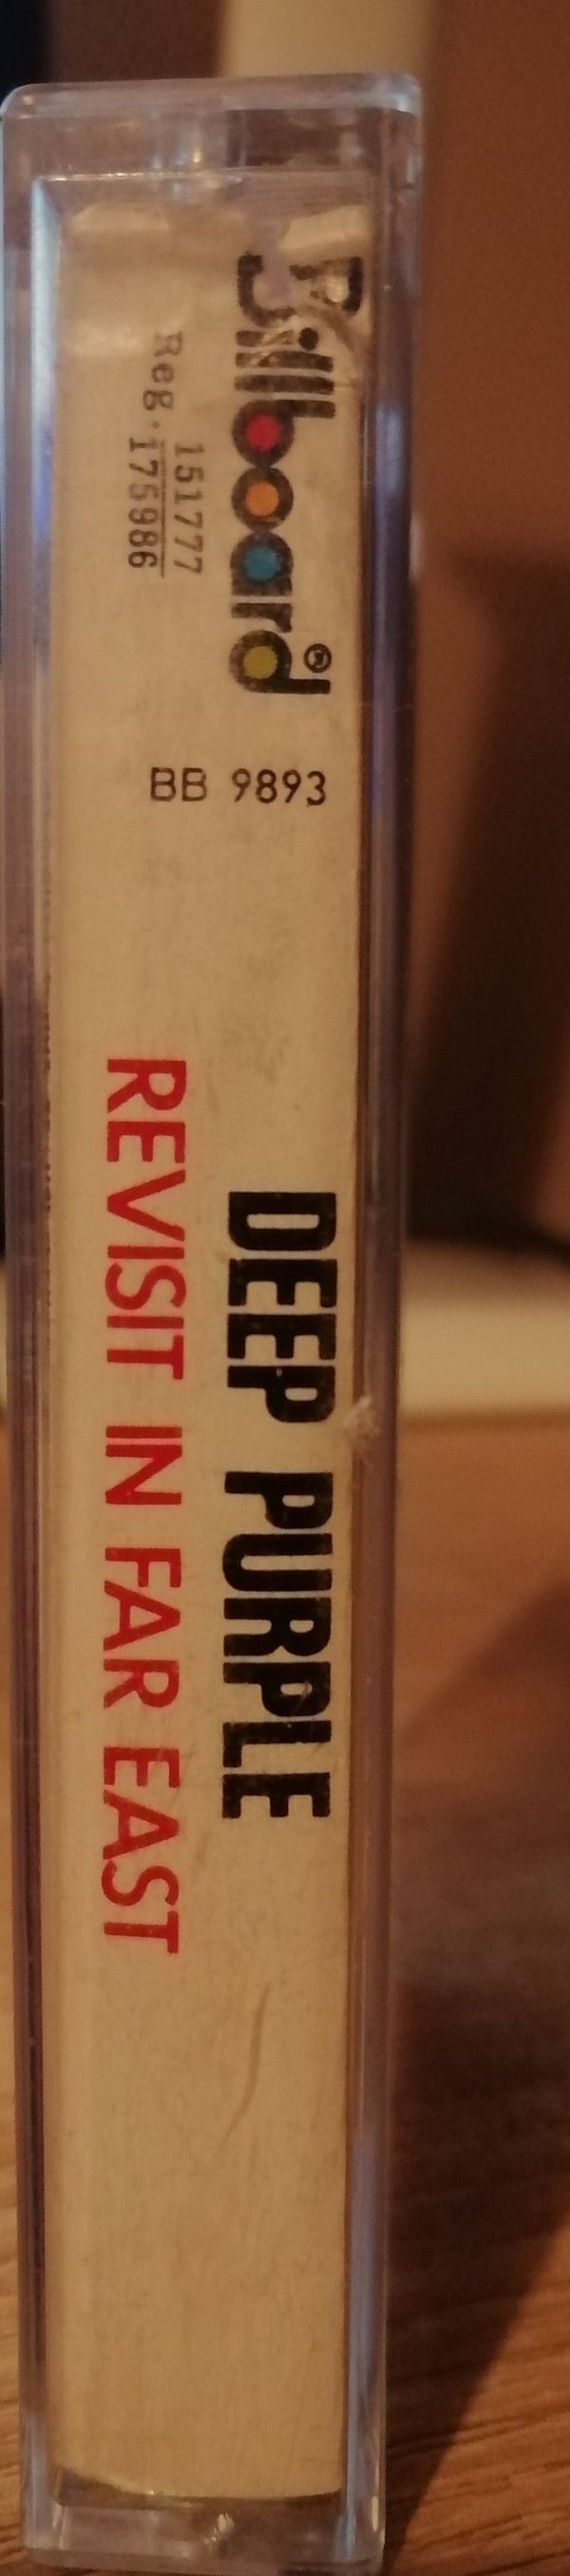 Billboard®
Reg. 151777
175986
BB 9893
DEEP PURPLE
REVISIT IN FAR EAST